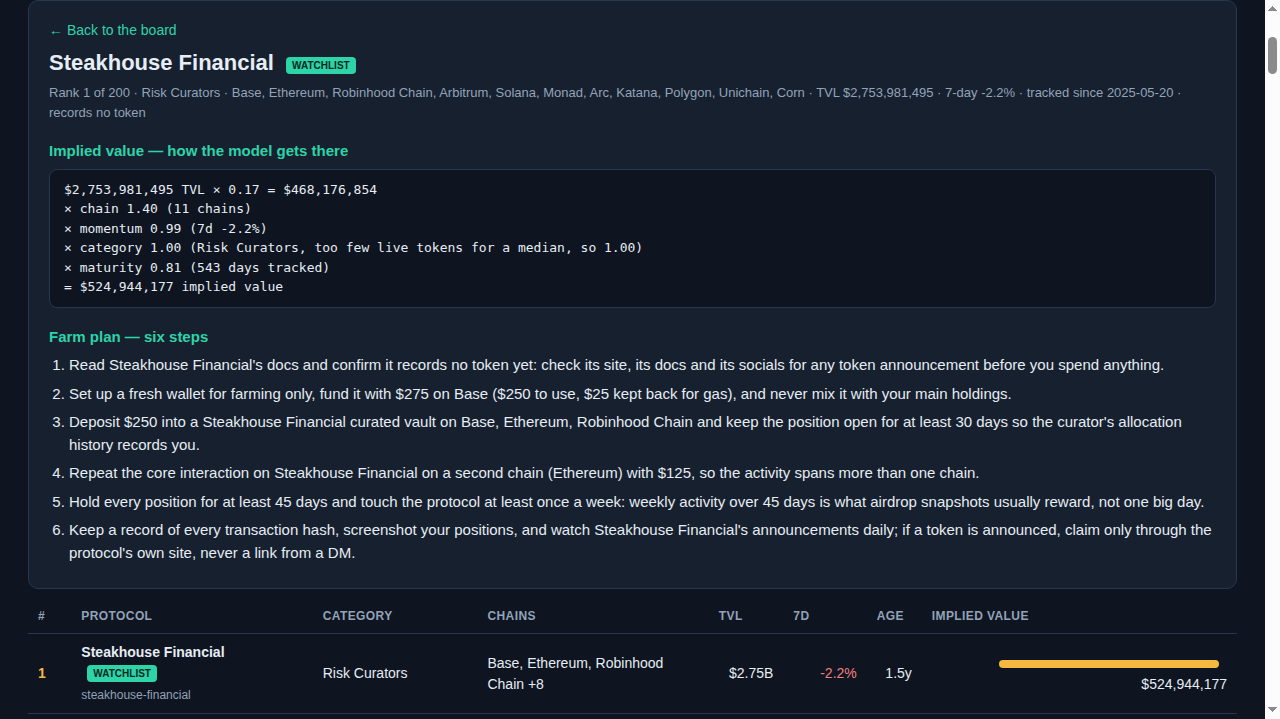 ← Back to the board
Steakhouse Financial WATCHLIST
Rank 1 of 200 · Risk Curators · Base, Ethereum, Robinhood Chain, Arbitrum, Solana, Monad, Arc, Katana, Polygon, Unichain, Corn · TVL $2,753,981,495 · 7-day -2.2% · tracked since 2025-05-20 ·
records no token
Implied value — how the model gets there
$2,753,981,495 TVL × 0.17 = $468,176,854
× chain 1.40 (11 chains)
× momentum 0.99 (7d -2.2%)
× category 1.00 (Risk Curators, too few live tokens for a median, so 1.00)
× maturity 0.81 (543 days tracked)
= $524,944,177 implied value
Farm plan — six steps
1. Read Steakhouse Financial's docs and confirm it records no token yet: check its site, its docs and its socials for any token announcement before you spend anything.
2. Set up a fresh wallet for farming only, fund it with $275 on Base ($250 to use, $25 kept back for gas), and never mix it with your main holdings.
3. Deposit $250 into a Steakhouse Financial curated vault on Base, Ethereum, Robinhood Chain and keep the position open for at least 30 days so the curator's allocation
history records you.
4. Repeat the core interaction on Steakhouse Financial on a second chain (Ethereum) with $125, so the activity spans more than one chain.
5. Hold every position for at least 45 days and touch the protocol at least once a week: weekly activity over 45 days is what airdrop snapshots usually reward, not one big day.
6. Keep a record of every transaction hash, screenshot your positions, and watch Steakhouse Financial's announcements daily; if a token is announced, claim only through the
protocol's own site, never a link from a DM.
# PROTOCOL CATEGORY CHAINS TVL 7D AGE IMPLIED VALUE
Steakhouse Financial
WATCHLIST
steakhouse-financial
1 Risk Curators
Base, Ethereum, Robinhood
Chain +8
$2.75B -2.2% 1.5y
$524,944,177